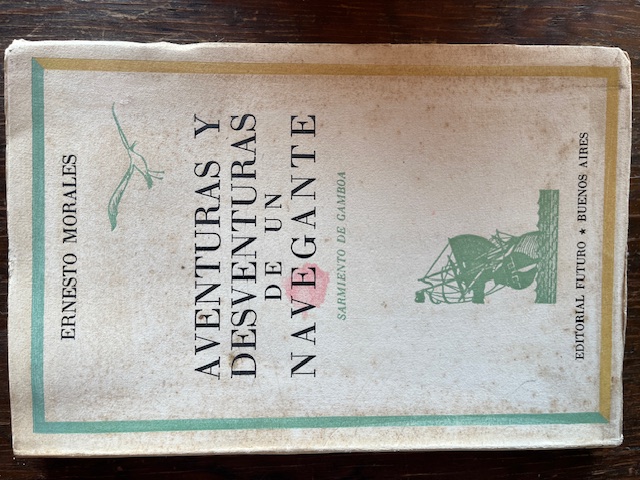 ERNESTO MORALES
AVENTURAS Y
DESVENTURAS
DE UN
NAVEGANTE
SARMIENTO DE GAMBOA
EDITORIAL FUTURO ★ BUENOS AIRES